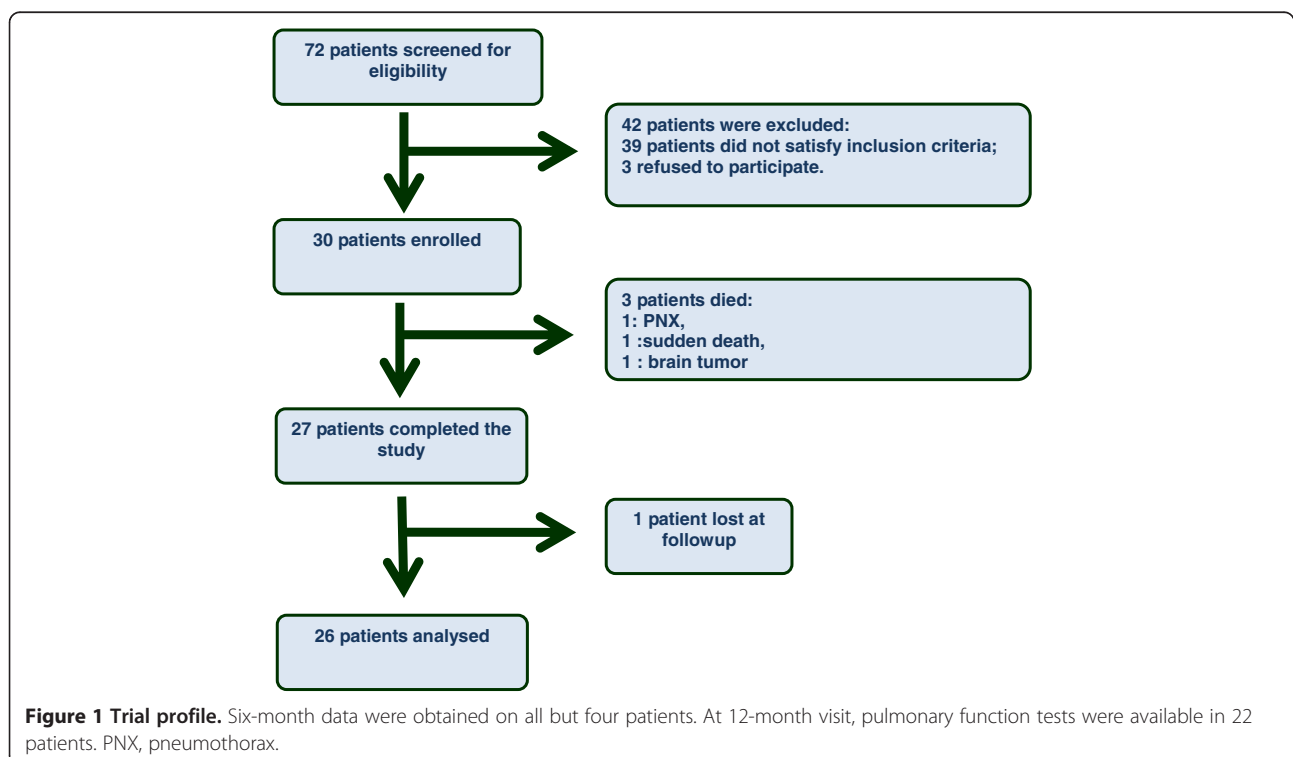 72 patients screened for
eligibility
42 patients were excluded:
39 patients did not satisfy inclusion criteria;
3 refused to participate.
30 patients enrolled
3 patients died:
1: PNX,
1 :sudden death,
1 : brain tumor
27 patients completed the
study
1 patient lost at
followup
26 patients analysed
Figure 1 Trial profile. Six-month data were obtained on all but four patients. At 12-month visit, pulmonary function tests were available in 22
patients. PNX, pneumothorax.